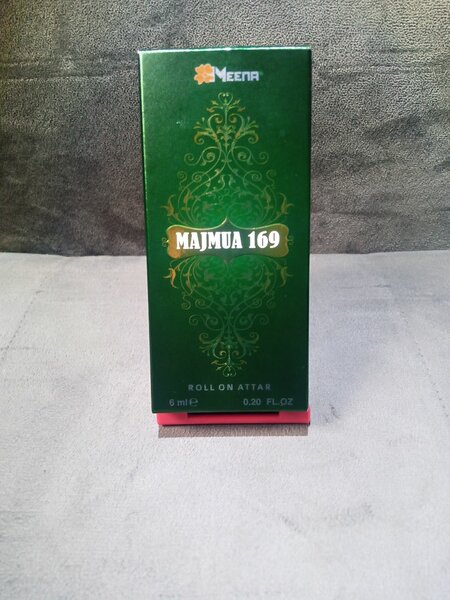 MEENA
MAJMUA 169
ROLL ON ATTAR
6 ml e 0.20 FL.OZ